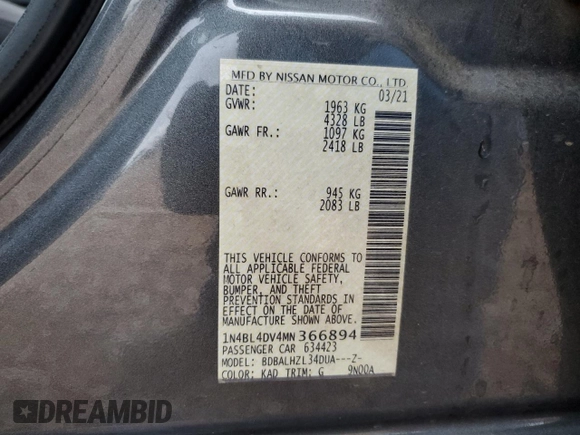 MFD BY NISSAN MOTOR CO., LTD.
DATE: 03/21
GVWR: 1963 KG
4328 LB
GAWR FR.: 1097 KG
2418 LB
GAWR RR.: 945 KG
2083 LB
THIS VEHICLE CONFORMS TO
ALL APPLICABLE FEDERAL
MOTOR VEHICLE SAFETY,
BUMPER, AND THEFT
PREVENTION STANDARDS IN
EFFECT ON THE DATE OF
MANUFACTURE SHOWN ABOVE.
1N4BL4DV4MN366894
PASSENGER CAR 634423
MODEL: BDBALHZL34DUA---Z-
COLOR: KAD TRIM: G 9N00A
DREAMBID